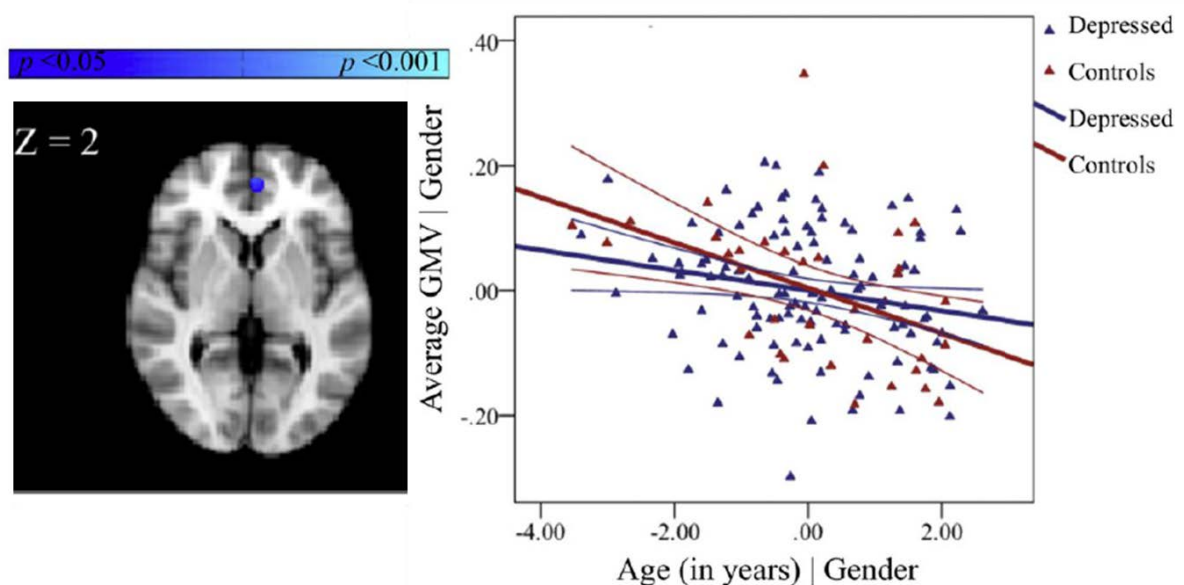 p <0.05 p <0.001
Z = 2
Average GMV | Gender
.40
.20
.00
-.20
-4.00 -2.00 .00 2.00
Age (in years) | Gender
Depressed
Controls
Depressed
Controls